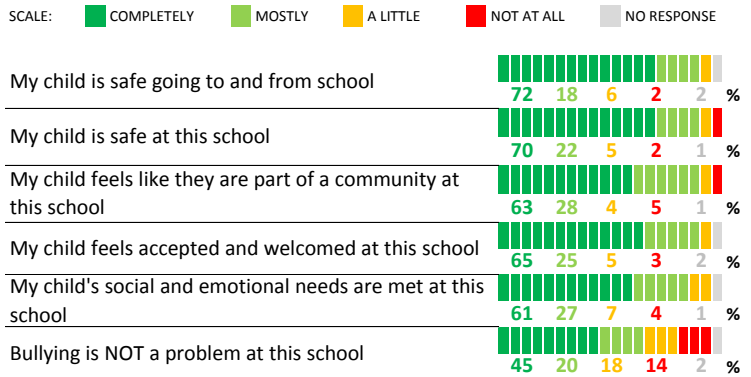 SCALE: COMPLETELY MOSTLY A LITTLE NOT AT ALL NO RESPONSE
My child is safe going to and from school
72 18 6 2 2 %
My child is safe at this school
70 22 5 2 1 %
My child feels like they are part of a community at
this school
63 28 4 5 1 %
My child feels accepted and welcomed at this school
65 25 5 3 2 %
My child's social and emotional needs are met at this
school
61 27 7 4 1 %
Bullying is NOT a problem at this school
45 20 18 14 2 %